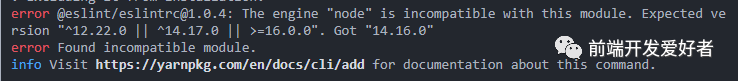 error @eslint/eslintrc@1.0.4: The engine "node" is incompatible with this module. Expected ve
rsion "^12.22.0 || ^14.17.0 || >=16.0.0". Got "14.16.0"
error Found incompatible module.
info Visit https://yarnpkg.com/en/docs/cli/add for documentation about this command.
前端开发爱好者